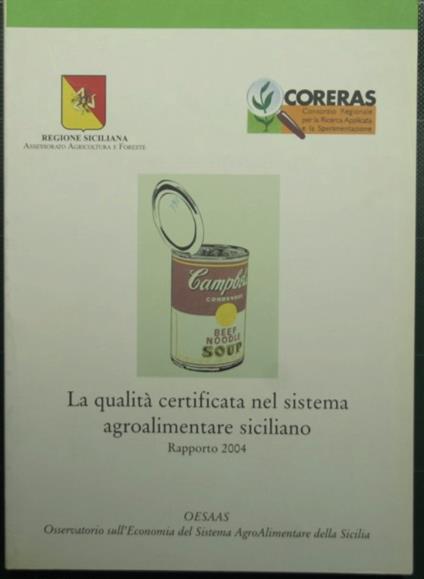 REGIONE SICILIANA
ASSESSORATO AGRICOLTURA E FORESTE
CORERAS
Consorzio Regionale
per la Ricerca Applicata
e la Sperimentazione
Campbell
CONDENSED
BEEF
NOODLE
SOUP
La qualità certificata nel sistema
agroalimentare siciliano
Rapporto 2004
OESAAS
Osservatorio sull'Economia del Sistema AgroAlimentare della Sicilia